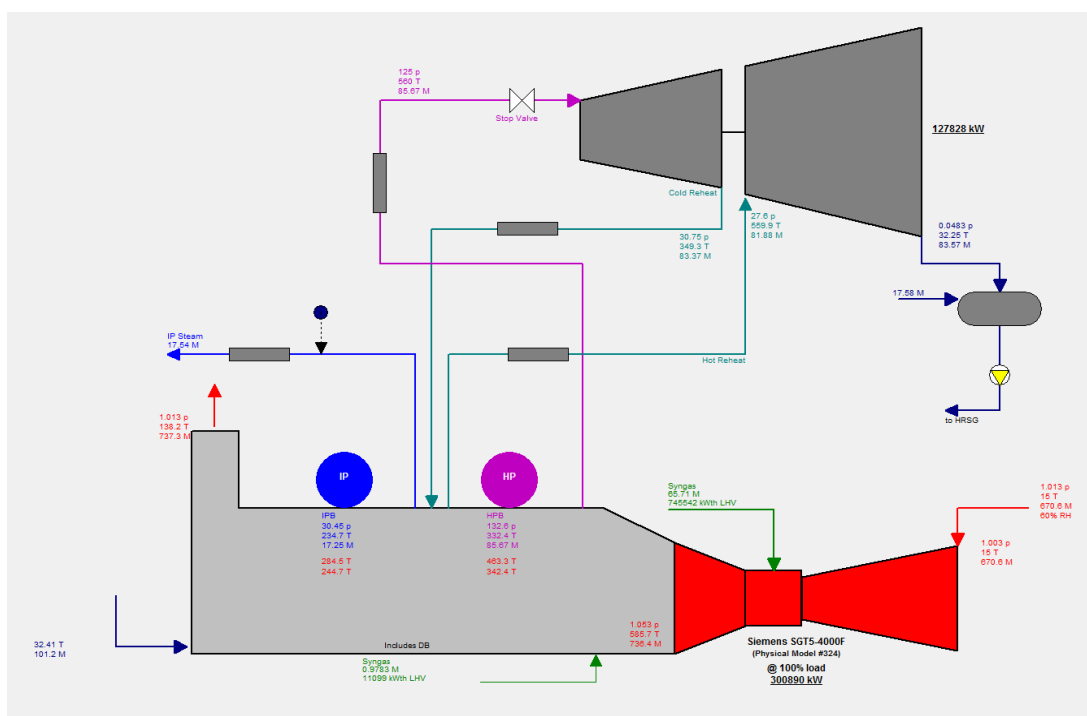 125 p
560 T
85.67 M
Stop Valve
127828 kW
Cold Reheat
30.75 p
349.3 T
83.37 M
27.6 p
559.9 T
81.88 M
0.0483 p
32.25 T
83.57 M
17.58 M
IP Steam
17.54 M
Hot Reheat
to HRSG
1.013 p
138.2 T
737.3 M
IP
HP
IPB
30.45 p
234.7 T
17.25 M
284.5 T
244.7 T
HPB
132.6 p
332.4 T
85.67 M
463.3 T
342.4 T
Syngas
65.71 M
745542 kWth LHV
1.013 p
15 T
670.6 M
60% RH
1.003 p
15 T
670.6 M
1.053 p
585.7 T
736.4 M
32.41 T
101.2 M
Includes DB
Syngas
0.9783 M
11099 kWth LHV
Siemens SGT5-4000F
(Physical Model #324)
@ 100% load
300890 kW